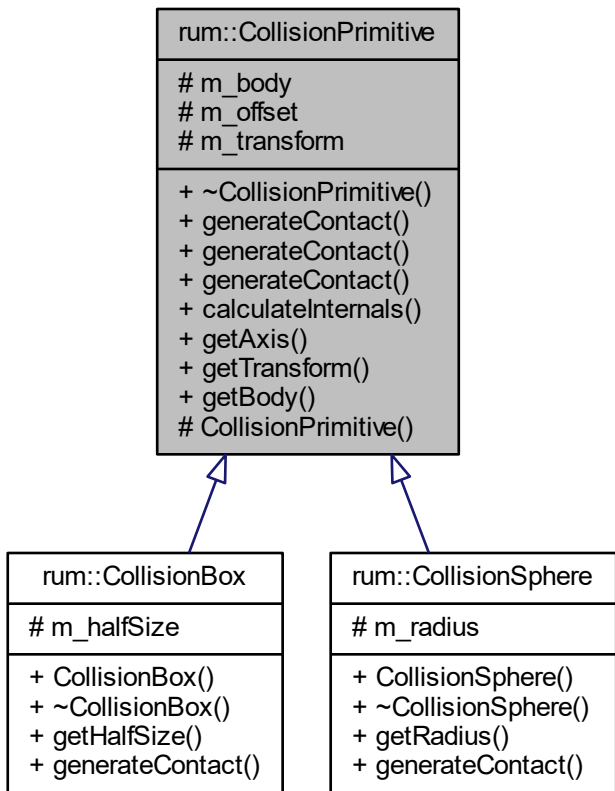 rum::CollisionPrimitive
# m_body
# m_offset
# m_transform
+ ~CollisionPrimitive()
+ generateContact()
+ generateContact()
+ generateContact()
+ calculateInternals()
+ getAxis()
+ getTransform()
+ getBody()
# CollisionPrimitive()
rum::CollisionBox
# m_halfSize
+ CollisionBox()
+ ~CollisionBox()
+ getHalfSize()
+ generateContact()
rum::CollisionSphere
# m_radius
+ CollisionSphere()
+ ~CollisionSphere()
+ getRadius()
+ generateContact()